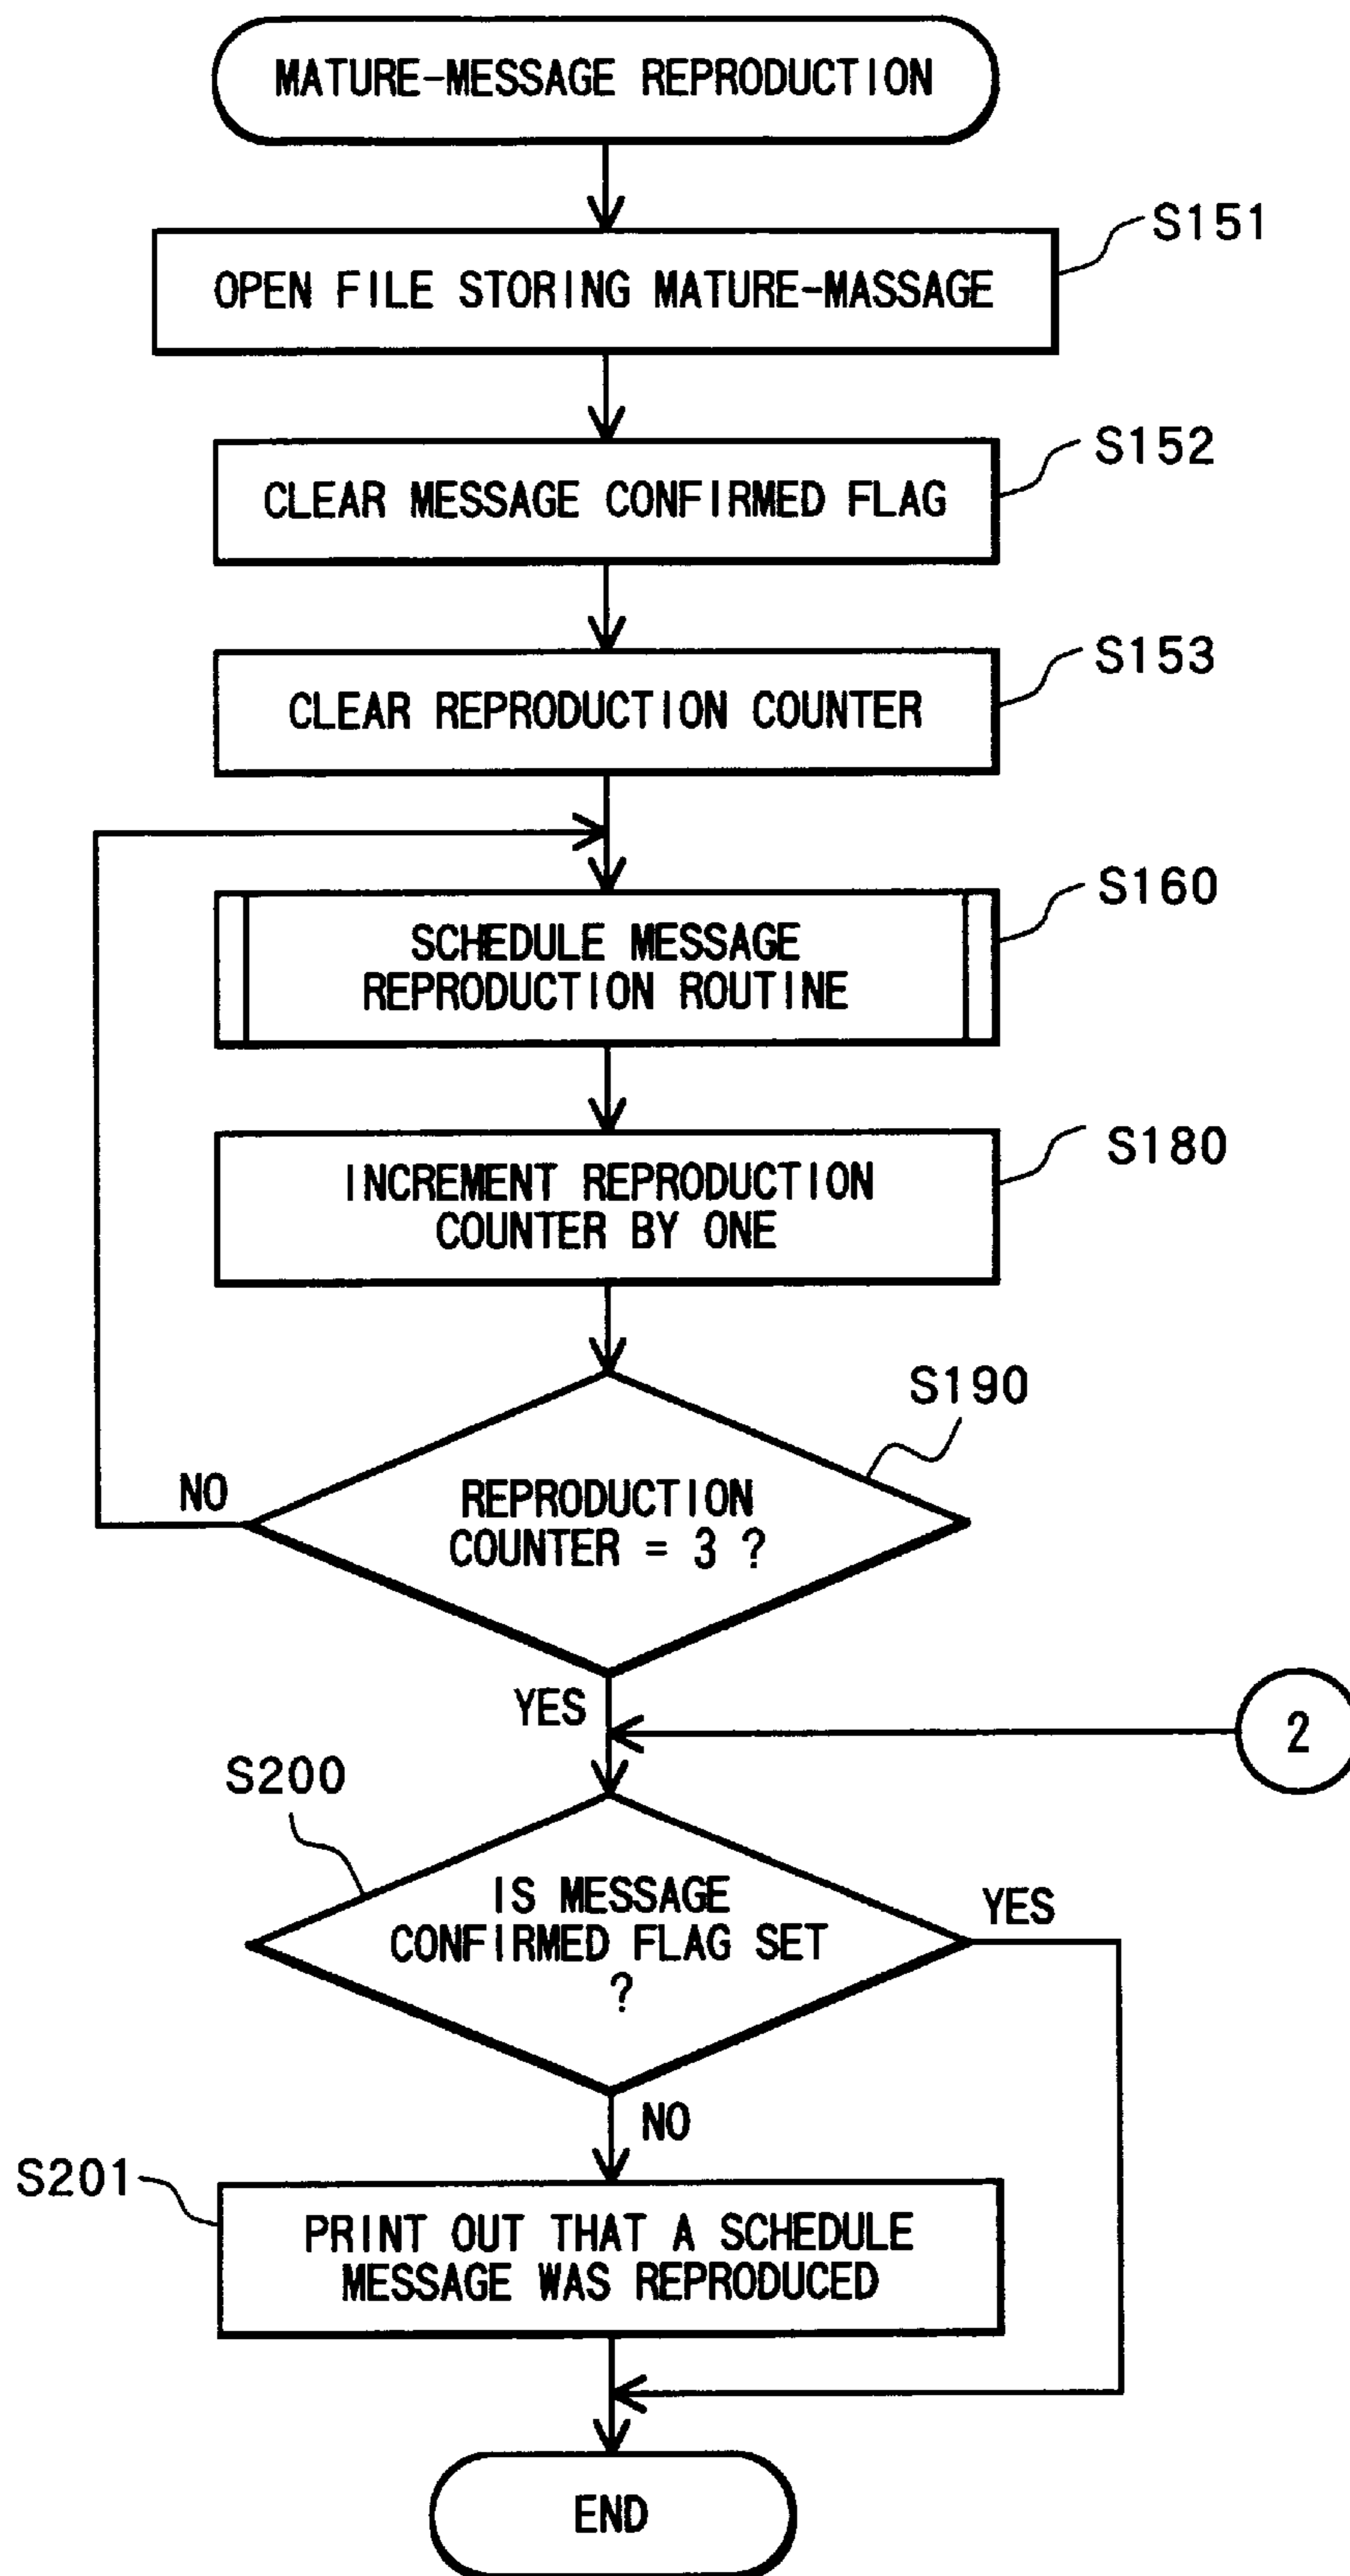 MATURE-MESSAGE REPRODUCTION
S151
OPEN FILE STORING MATURE-MASSAGE
S152
CLEAR MESSAGE CONFIRMED FLAG
S153
CLEAR REPRODUCTION COUNTER
S160
SCHEDULE MESSAGE
REPRODUCTION ROUTINE
S180
INCREMENT REPRODUCTION
COUNTER BY ONE
S190
NO
REPRODUCTION
COUNTER = 3 ?
YES
2
S200
IS MESSAGE
CONFIRMED FLAG SET
?
YES
NO
S201
PRINT OUT THAT A SCHEDULE
MESSAGE WAS REPRODUCED
END